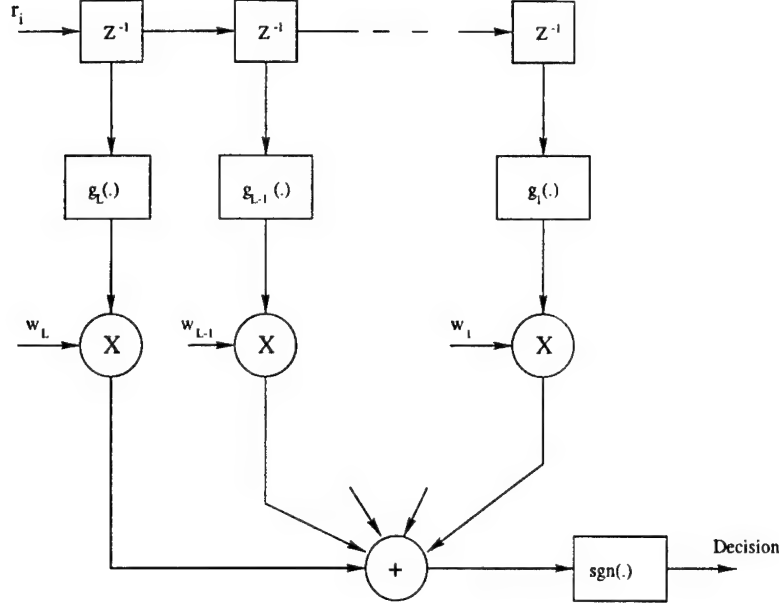 r_i Z^-1 Z^-1 Z^-1
g_L(.) g_L-1 (.) g_1(.)
w_L X w_L-1 X w_1 X
+ sgn(.) Decision